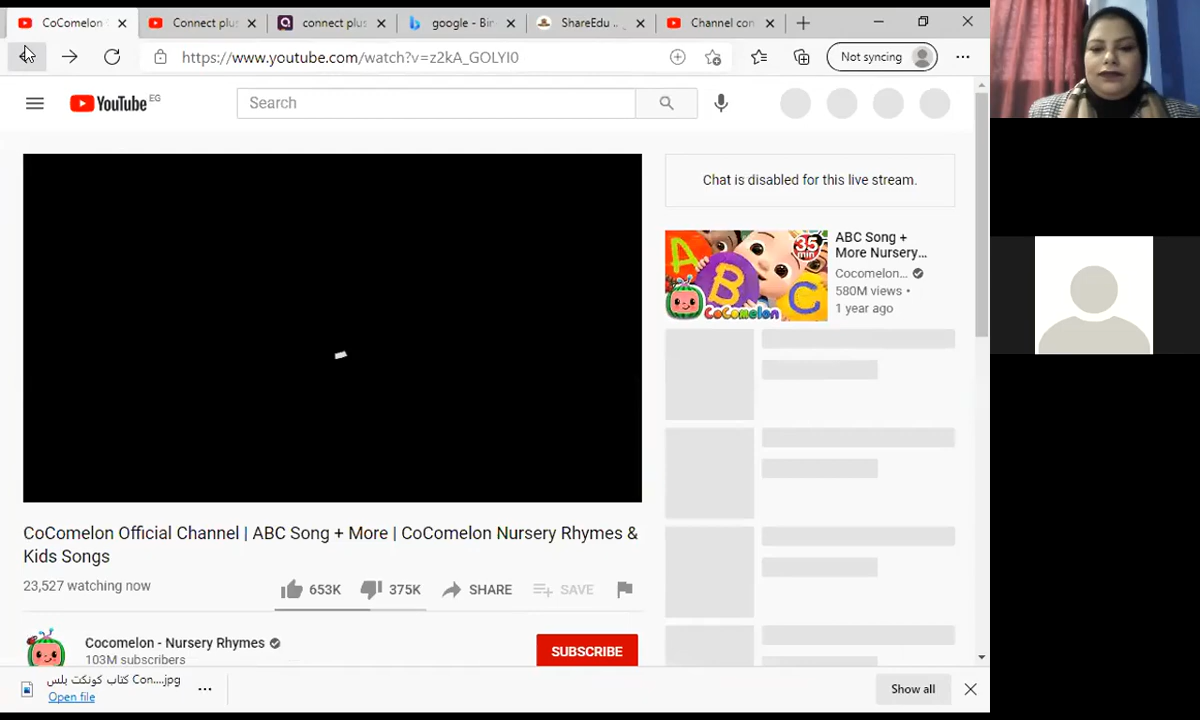 CoComelon
Connect plus
connect plus
google - Bin
ShareEdu ..
Channel con
https://www.youtube.com/watch?v=z2kA_GOLYI0
Not syncing
YouTube EG
Search
Chat is disabled for this live stream.
A B C
35 min
CoComelon
ABC Song +
More Nursery...
Cocomelon...
580M views •
1 year ago
CoComelon Official Channel | ABC Song + More | CoComelon Nursery Rhymes &
Kids Songs
23,527 watching now
653K
375K
SHARE
SAVE
Cocomelon - Nursery Rhymes
103M subscribers
SUBSCRIBE
كتاب كونكت بلس Con....jpg
Open file
Show all